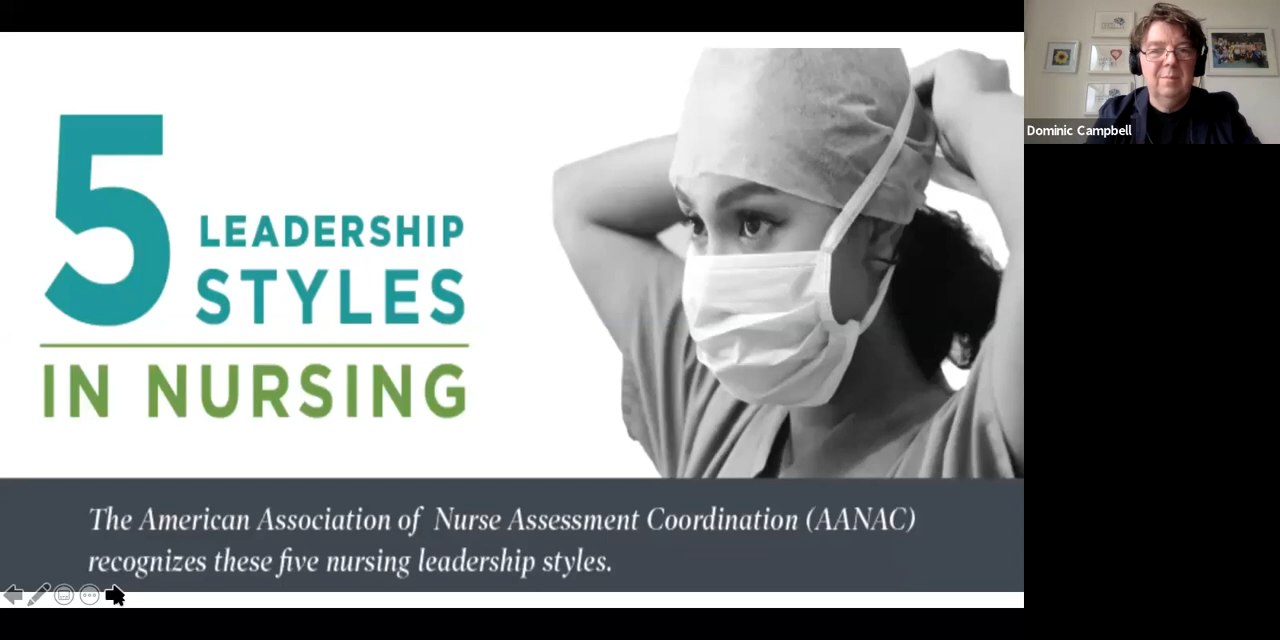 5 LEADERSHIP
STYLES
IN NURSING
The American Association of Nurse Assessment Coordination (AANAC)
recognizes these five nursing leadership styles.
Dominic Campbell